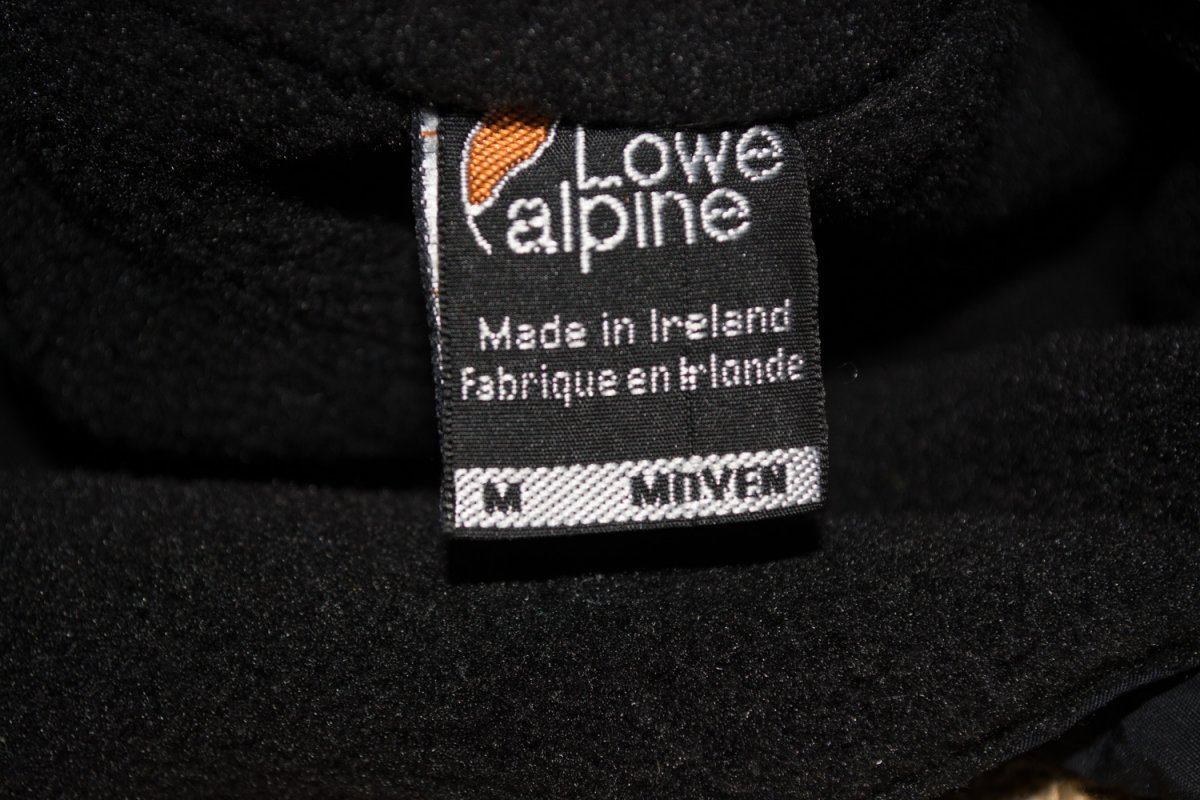 Lowe
alpine
Made in Ireland
Fabrique en Irlande
M MOYEN